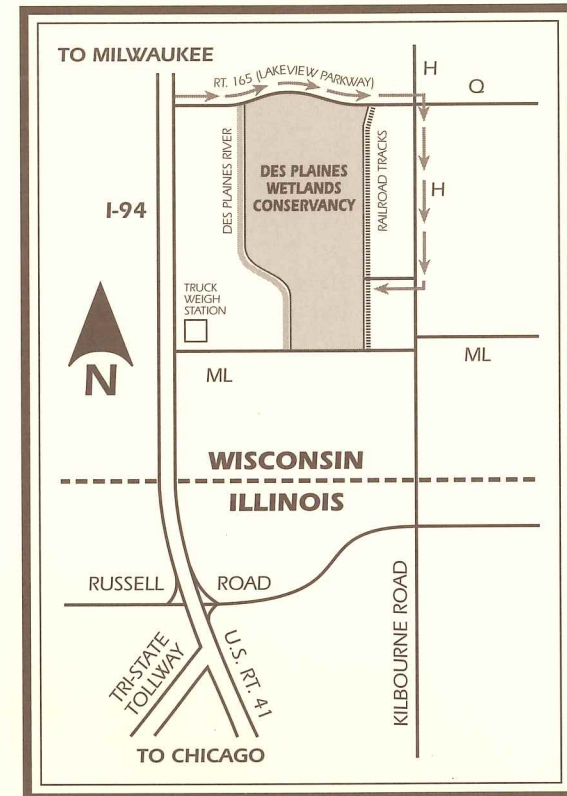 TO MILWAUKEE
RT. 165 (LAKEVIEW PARKWAY)
H
Q
DES PLAINES RIVER
DES PLAINES
WETLANDS
CONSERVANCY
RAILROAD TRACKS
H
I-94
TRUCK
WEIGH
STATION
N
ML
ML
WISCONSIN
ILLINOIS
RUSSELL ROAD
TRI-STATE
TOLLWAY
U.S. RT. 41
KILBOURNE ROAD
TO CHICAGO